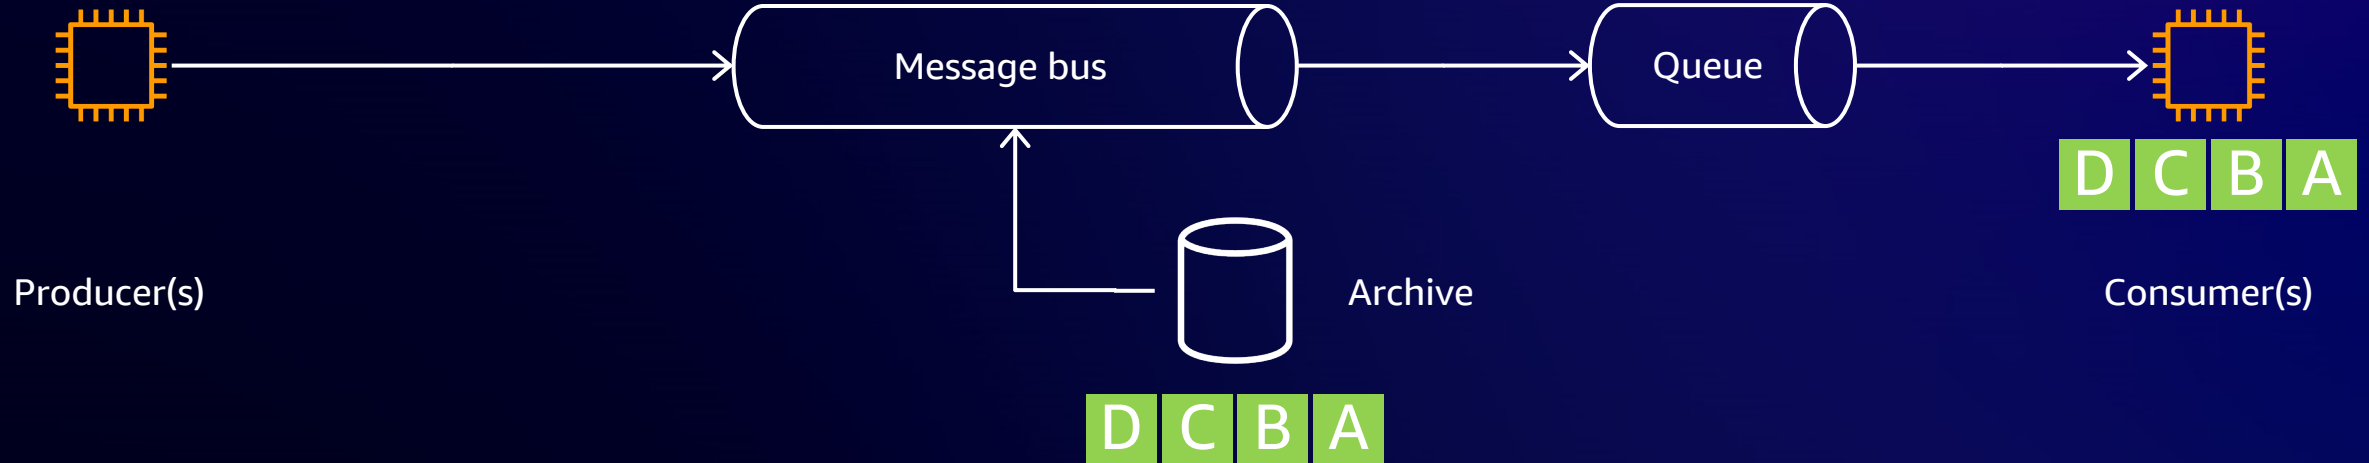 Message bus
Queue
D C B A
Producer(s)
Archive
Consumer(s)
D C B A